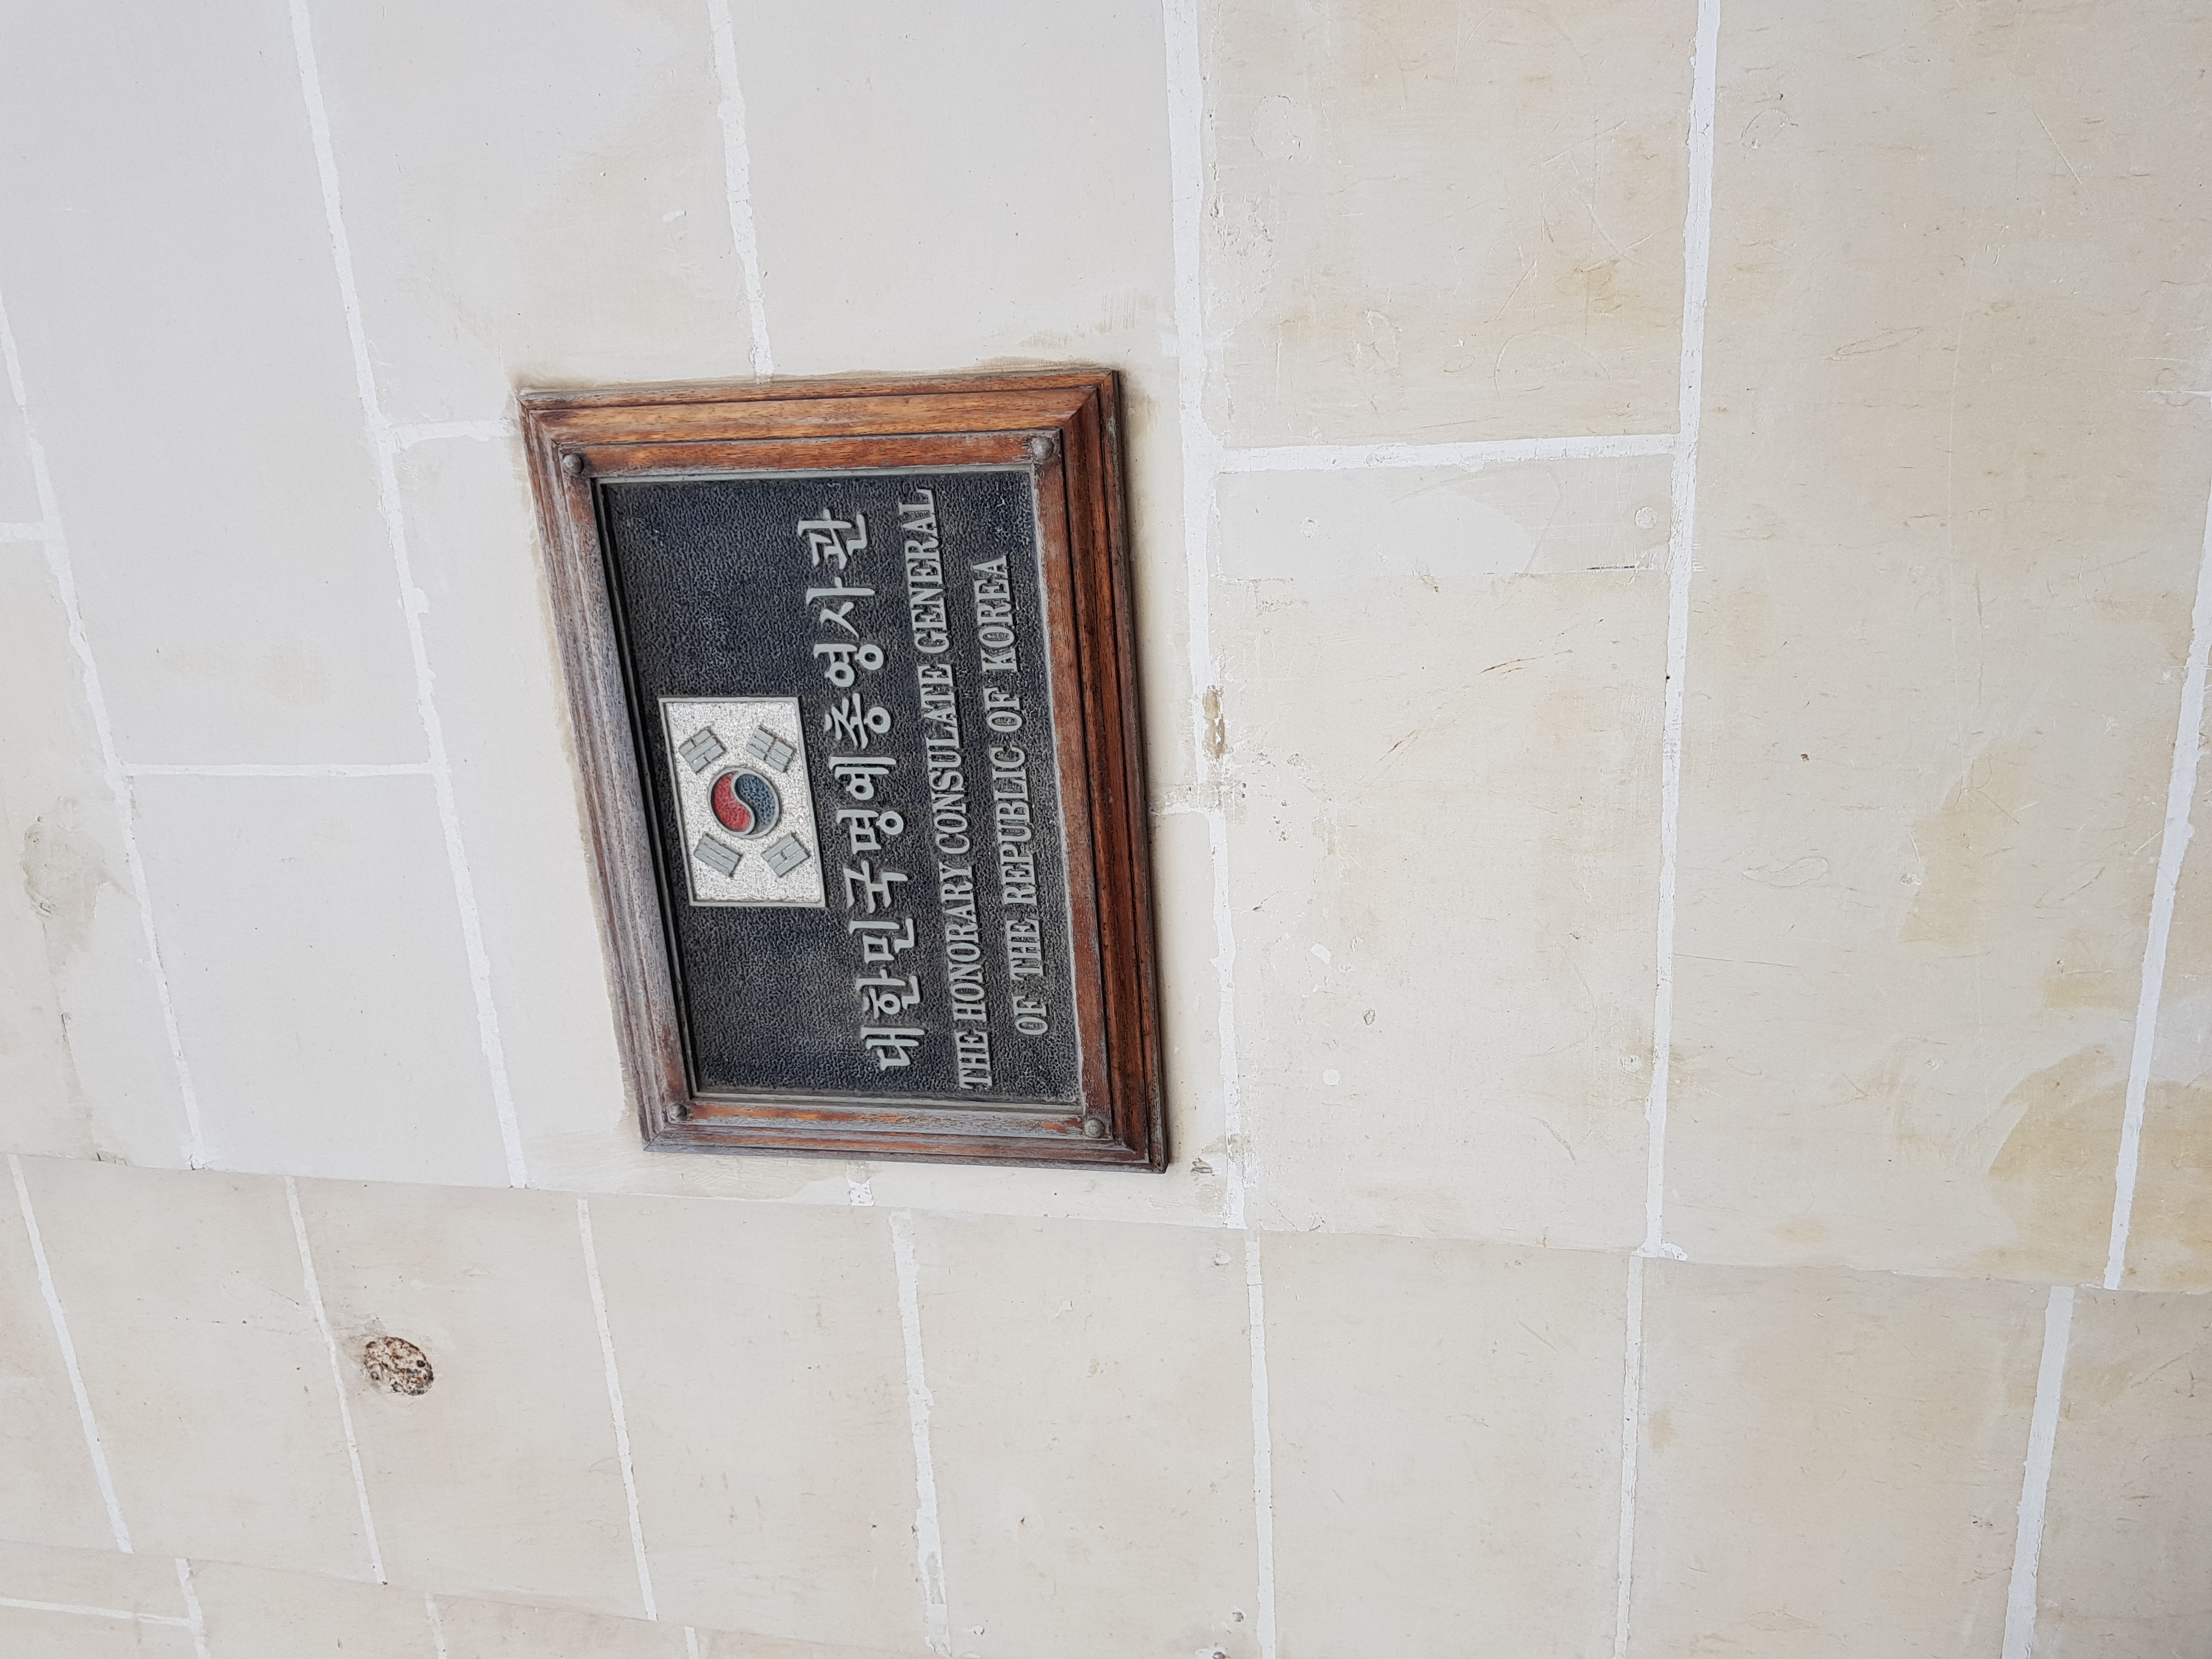 대한민국명예총영사관
THE HONORARY CONSULATE GENERAL
OF THE REPUBLIC OF KOREA